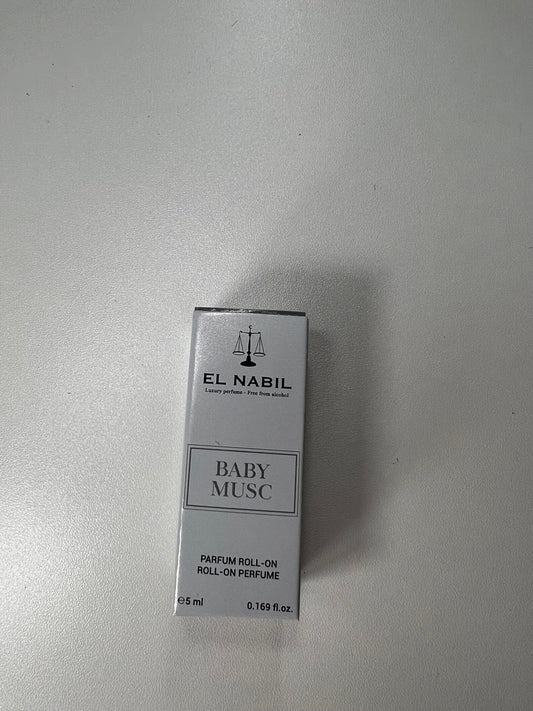 EL NABIL
Luxury perfume - Free from alcohol
BABY
MUSC
PARFUM ROLL-ON
ROLL-ON PERFUME
℮5 ml 0.169 fl.oz.